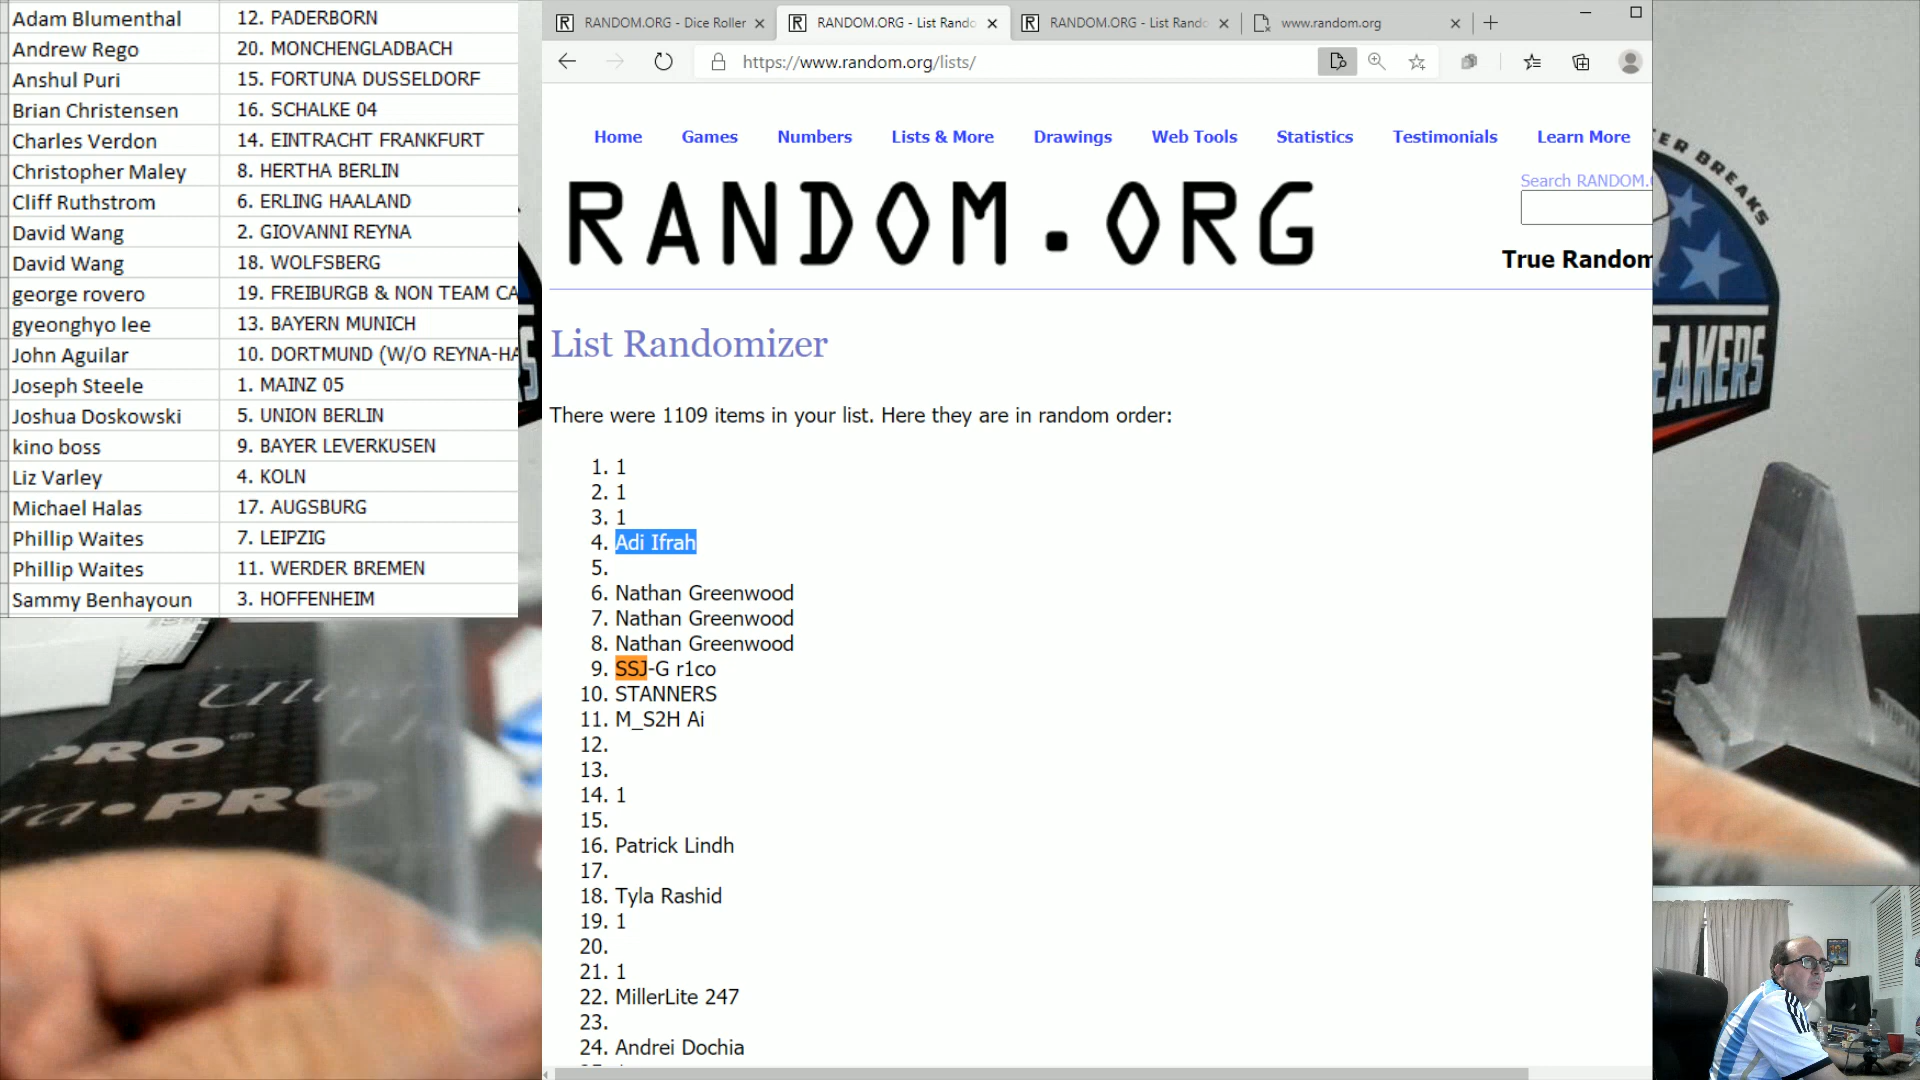 Adam Blumenthal 12. PADERBORN
Andrew Rego 20. MONCHENGLADBACH
Anshul Puri 15. FORTUNA DUSSELDORF
Brian Christensen 16. SCHALKE 04
Charles Verdon 14. EINTRACHT FRANKFURT
Christopher Maley 8. HERTHA BERLIN
Cliff Ruthstrom 6. ERLING HAALAND
David Wang 2. GIOVANNI REYNA
David Wang 18. WOLFSBERG
george rovero 19. FREIBURGB & NON TEAM CA
gyeonghyo lee 13. BAYERN MUNICH
John Aguilar 10. DORTMUND (W/O REYNA-HA
Joseph Steele 1. MAINZ 05
Joshua Doskowski 5. UNION BERLIN
kino boss 9. BAYER LEVERKUSEN
Liz Varley 4. KOLN
Michael Halas 17. AUGSBURG
Phillip Waites 7. LEIPZIG
Phillip Waites 11. WERDER BREMEN
Sammy Benhayoun 3. HOFFENHEIM
RANDOM.ORG - Dice Roller
RANDOM.ORG - List Rando
RANDOM.ORG - List Rando
www.random.org
https://www.random.org/lists/
Home Games Numbers Lists & More Drawings Web Tools Statistics Testimonials Learn More
Search RANDOM.
RANDOM.ORG
True Random
List Randomizer
There were 1109 items in your list. Here they are in random order:
1. 1
2. 1
3. 1
4. Adi Ifrah
5.
6. Nathan Greenwood
7. Nathan Greenwood
8. Nathan Greenwood
9. SSJ-G r1co
10. STANNERS
11. M_S2H Ai
12.
13.
14. 1
15.
16. Patrick Lindh
17.
18. Tyla Rashid
19. 1
20.
21. 1
22. MillerLite 247
23.
24. Andrei Dochia
ER BREAKS
EAKERS
PRO
PRO